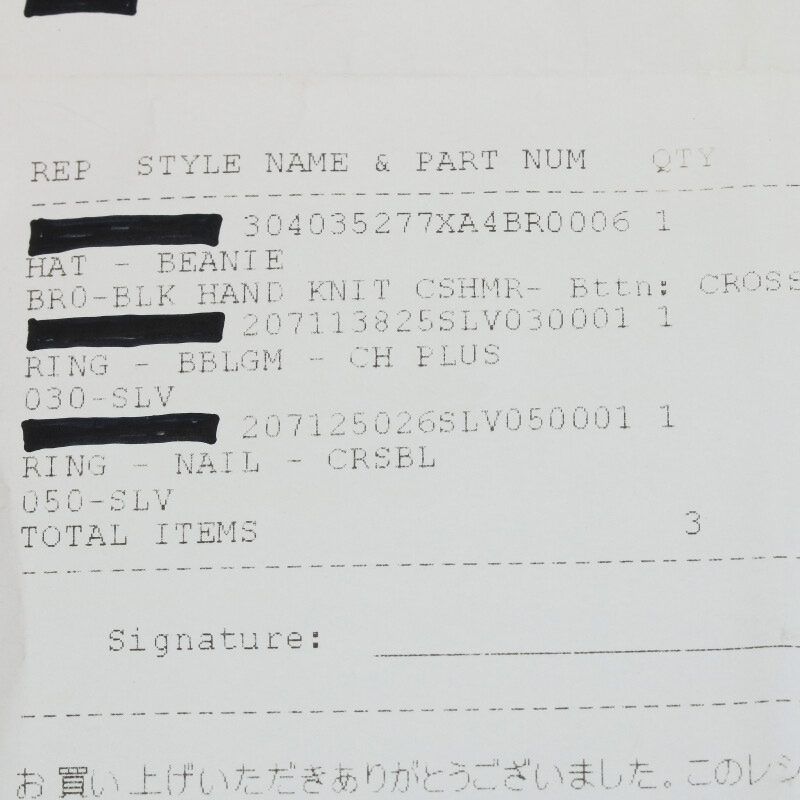 REP STYLE NAME & PART NUM QTY
304035277XA4BR0006 1
HAT - BEANIE
BR0-BLK HAND KNIT CSHMR- Bttn: CROSS
207113825SLV030001 1
RING - BBLGM - CH PLUS
030-SLV
207125026SLV050001 1
RING - NAIL - CRSBL
050-SLV
TOTAL ITEMS 3
Signature:
お買い上げいただきありがとうございました。このレシ